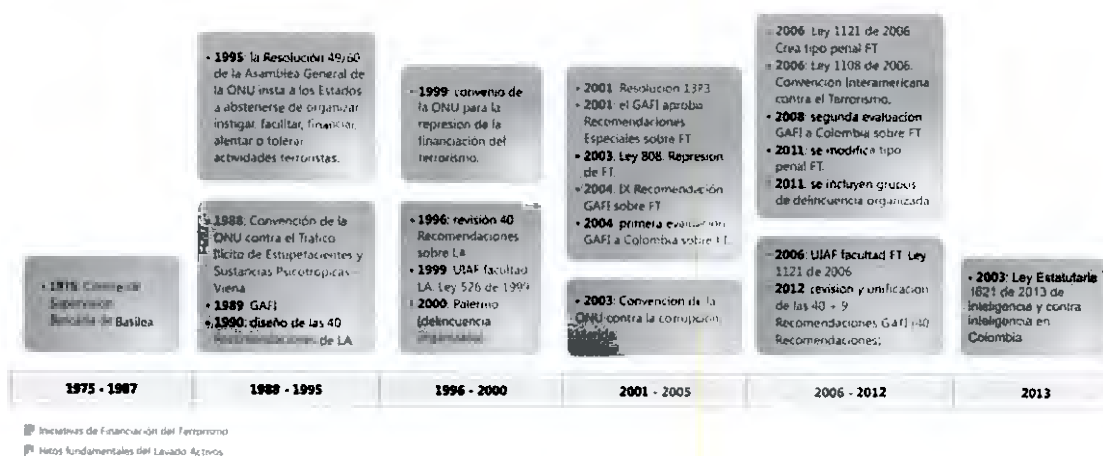 • 1995: la Resolución 49/60
de la Asamblea General de
la ONU insta a los Estados
a abstenerse de organizar
instigar, facilitar, financiar,
alentar o tolerar
actividades terroristas.
• 1999: convenio de
la ONU para la
represión de la
financiación del
terrorismo.
• 2001: Resolución 1373
• 2001: el GAFI aprobó
Recomendaciones
Especiales sobre FT
• 2003: Ley 808. Represión
de FT.
• 2004: IX Recomendación
GAFI sobre FT
• 2004: primera evaluación
GAFI a Colombia sobre FT.
• 2006: Ley 1121 de 2006
Crea tipo penal FT
• 2006: Ley 1108 de 2006.
Convención Interamericana
contra el Terrorismo.
• 2008: segunda evaluación
GAFI a Colombia sobre FT
• 2011: se modifica tipo
penal FT.
• 2011: se incluyen grupos
de delincuencia organizada
• 1975: Comité de
Supervisión
Bancaria de Basilea
• 1988: Convención de la
ONU contra el Tráfico
Ilícito de Estupefacientes y
Sustancias Psicotrópicas -
Viena
• 1989 GAFI
• 1990: diseño de las 40
Recomendaciones de LA
• 1996: revisión 40
Recomendaciones
sobre LA
• 1999: UIAF facultad
LA. Ley 526 de 1999
• 2000: Palermo
(delincuencia
organizada)
• 2003: Convención de la
ONU contra la corrupción.
• 2006: UIAF facultad FT. Ley
1121 de 2006
• 2012 revisión y unificación
de las 40 + 9
Recomendaciones GAFI (40
Recomendaciones)
• 2003: Ley Estatutaria
1621 de 2013 de
inteligencia y contra
inteligencia en
Colombia
1975 - 1987
1988 - 1995
1996 - 2000
2001 - 2005
2006 - 2012
2013
Iniciativas de Financiación del Terrorismo
Hitos fundamentales del Lavado Activos